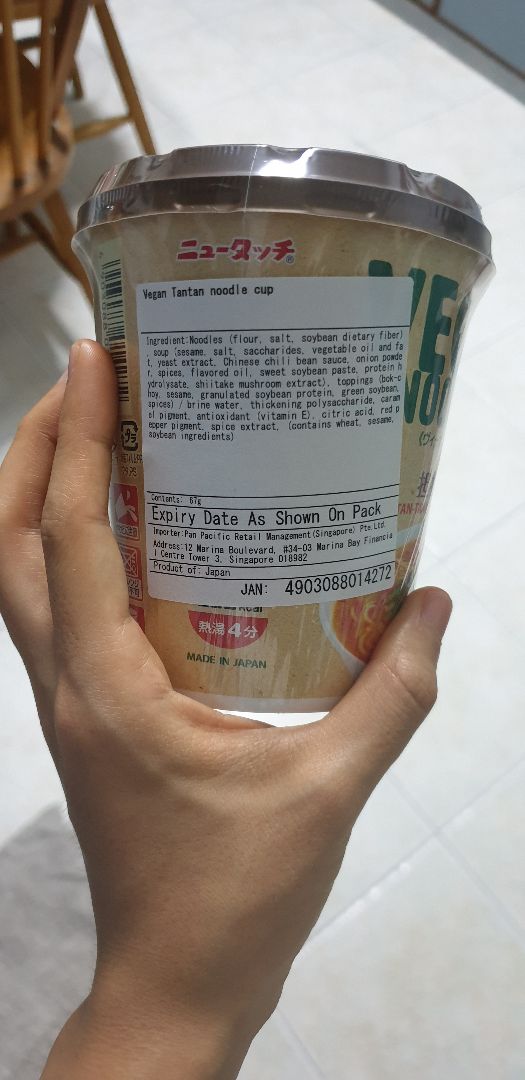 ニュータッチ®
VE
NOO
Vegan Tantan noodle cup
Ingredient:Noodles (flour, salt, soybean dietary fiber)
, soup (sesame, salt, saccharides, vegetable oil and fa
t, yeast extract, Chinese chili bean sauce, onion powde
r, spices, flavored oil, sweet soybean paste, protein h
ydrolysate, shiitake mushroom extract), toppings (bok-c
hoy, sesame, granulated soybean protein, green soybean,
spices) / brine water, thickening polysaccharide, caram
el pigment, antioxidant (vitamin E), citric acid, red p
epper pigment, spice extract, (contains wheat, sesame,
soybean ingredients)
Contents: 67g
Expiry Date As Shown On Pack
Importer:Pan Pacific Retail Management(Singapore) Pte.Ltd.
Address:12 Marina Boulevard, #34-03 Marina Bay Financia
l Centre Tower 3, Singapore 018982
Product of: Japan
JAN: 4903088014272
kcal
熱湯4分
MADE IN JAPAN